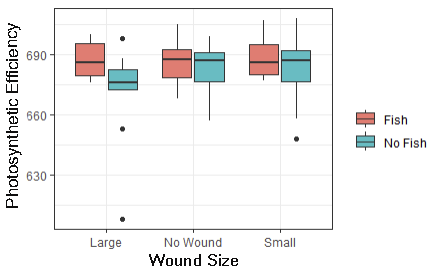 Photosynthetic Efficiency
690
660
630
Large
No Wound
Small
Wound Size
Fish
No Fish